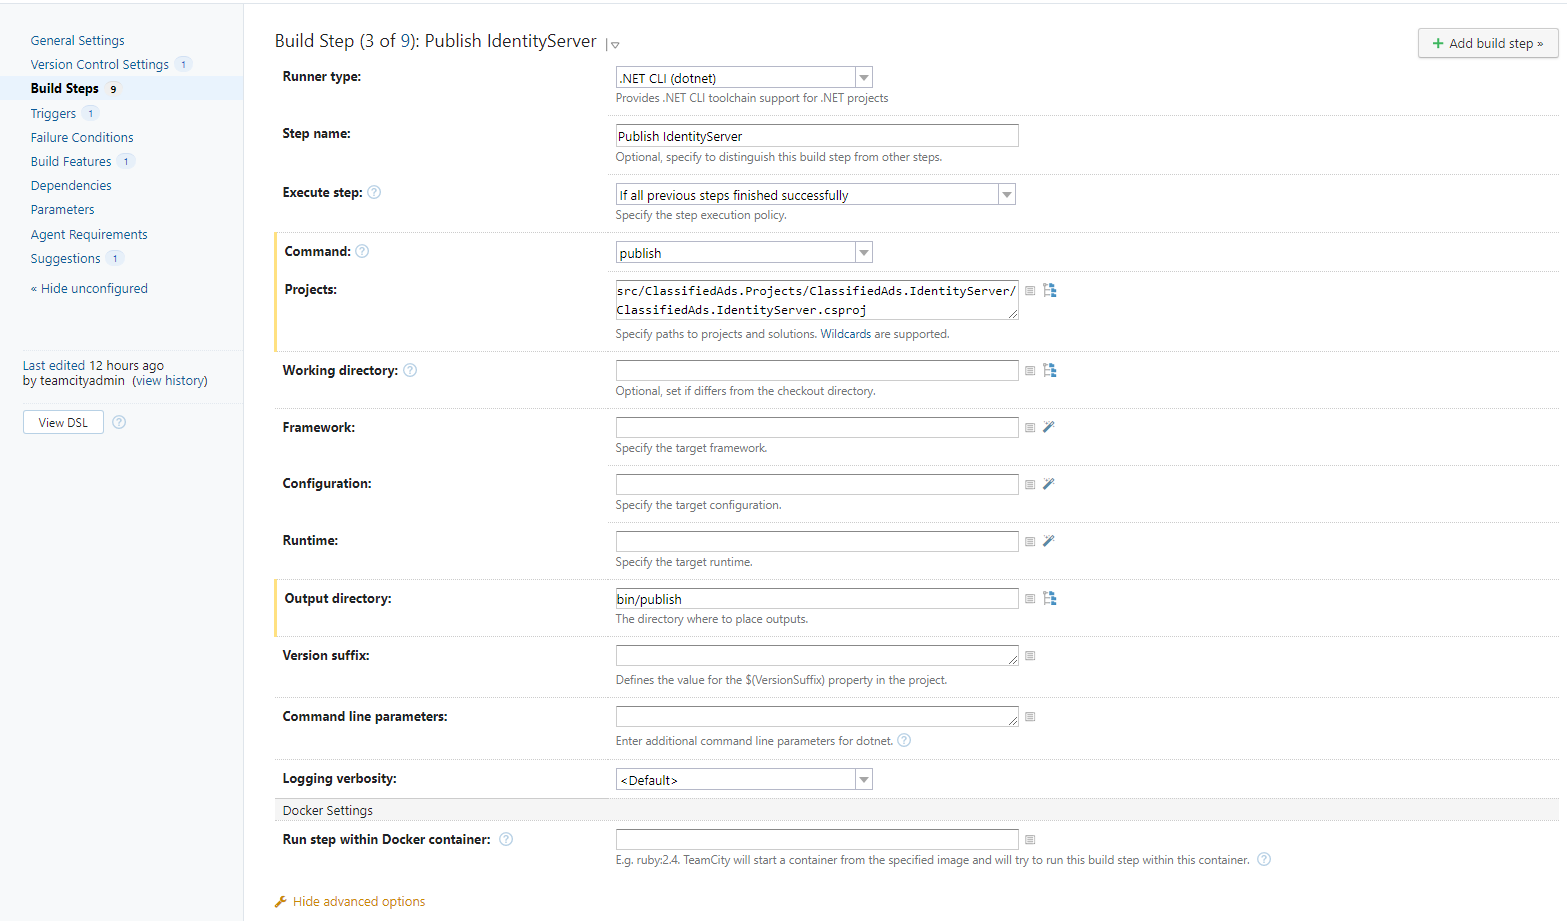 General Settings
Version Control Settings 1
Build Steps 9
Triggers 1
Failure Conditions
Build Features 1
Dependencies
Parameters
Agent Requirements
Suggestions 1
« Hide unconfigured
Last edited 12 hours ago
by teamcityadmin (view history)
View DSL ?
Build Step (3 of 9): Publish IdentityServer
+ Add build step »
Runner type:
.NET CLI (dotnet)
Provides .NET CLI toolchain support for .NET projects
Step name:
Publish IdentityServer
Optional, specify to distinguish this build step from other steps.
Execute step: ?
If all previous steps finished successfully
Specify the step execution policy.
Command: ?
publish
Projects:
src/ClassifiedAds.Projects/ClassifiedAds.IdentityServer/
ClassifiedAds.IdentityServer.csproj
Specify paths to projects and solutions. Wildcards are supported.
Working directory: ?
Optional, set if differs from the checkout directory.
Framework:
Specify the target framework.
Configuration:
Specify the target configuration.
Runtime:
Specify the target runtime.
Output directory:
bin/publish
The directory where to place outputs.
Version suffix:
Defines the value for the $(VersionSuffix) property in the project.
Command line parameters:
Enter additional command line parameters for dotnet. ?
Logging verbosity:
<Default>
Docker Settings
Run step within Docker container: ?
E.g. ruby:2.4. TeamCity will start a container from the specified image and will try to run this build step within this container. ?
Hide advanced options